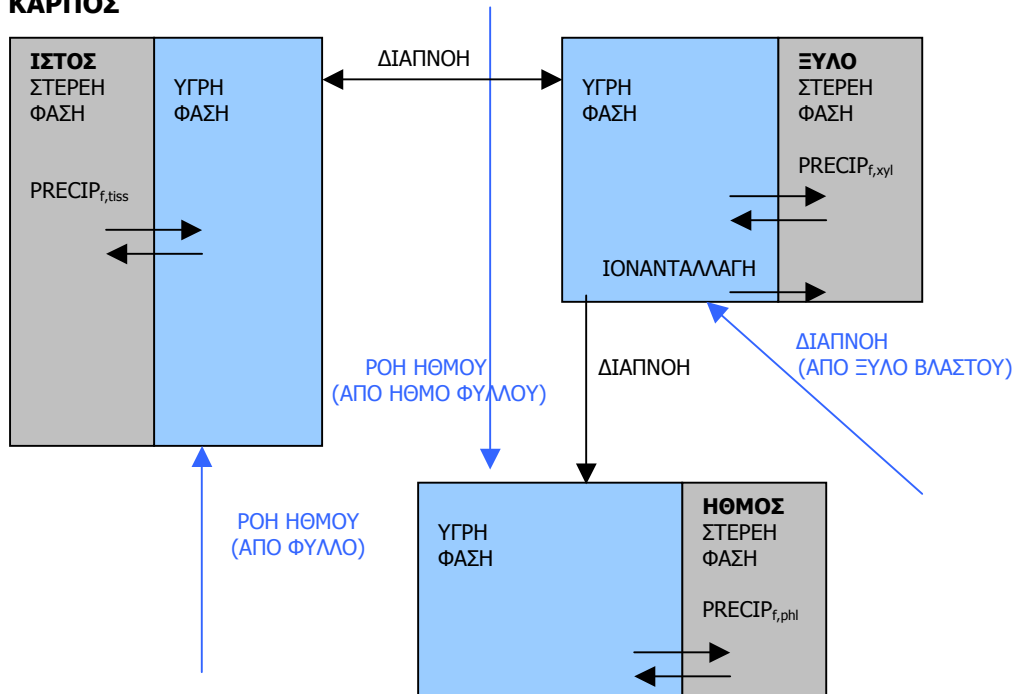 ΚΑΡΠΟΣ
ΙΣΤΟΣ
ΣΤΕΡΕΗ
ΦΑΣΗ
ΥΓΡΗ
ΦΑΣΗ
PRECIPf,tiss
ΔΙΑΠΝΟΗ
ΥΓΡΗ
ΦΑΣΗ
ΞΥΛΟ
ΣΤΕΡΕΗ
ΦΑΣΗ
PRECIPf,xyl
ΙΟΝΑΝΤΑΛΛΑΓΗ
ΡΟΗ ΗΘΜΟΥ
(ΑΠΟ ΗΘΜΟ ΦΥΛΛΟΥ)
ΔΙΑΠΝΟΗ
ΔΙΑΠΝΟΗ
(ΑΠΟ ΞΥΛΟ ΒΛΑΣΤΟΥ)
ΡΟΗ ΗΘΜΟΥ
(ΑΠΟ ΦΥΛΛΟ)
ΥΓΡΗ
ΦΑΣΗ
ΗΘΜΟΣ
ΣΤΕΡΕΗ
ΦΑΣΗ
PRECIPf,phl